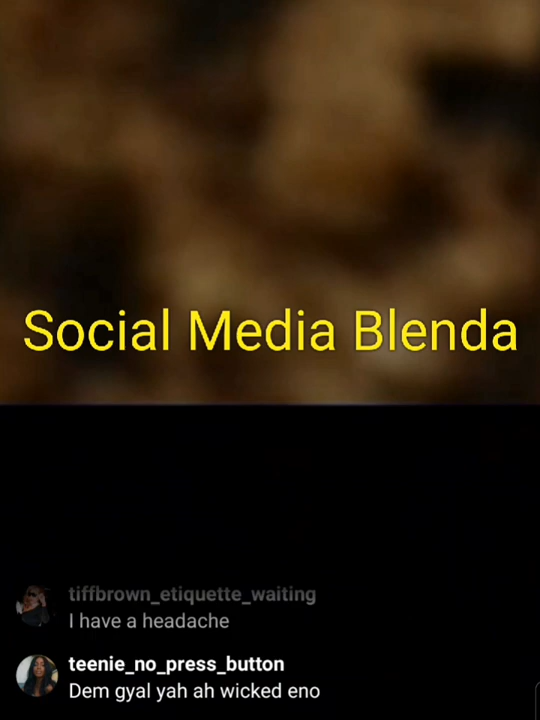 Social Media Blenda
tiffbrown_etiquette_waiting
I have a headache
teenie_no_press_button
Dem gyal yah ah wicked eno